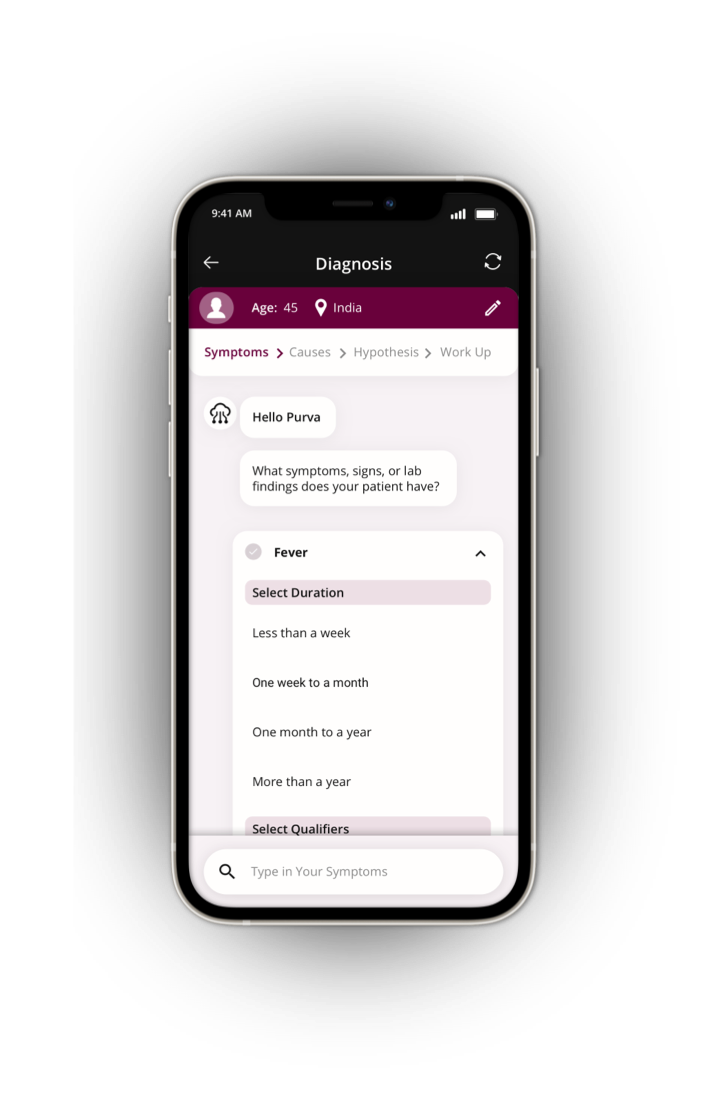 9:41 AM
Diagnosis
Age: 45 India
Symptoms Causes Hypothesis Work Up
Hello Purva
What symptoms, signs, or lab
findings does your patient have?
Fever
Select Duration
Less than a week
One week to a month
One month to a year
More than a year
Select Qualifiers
Type in Your Symptoms